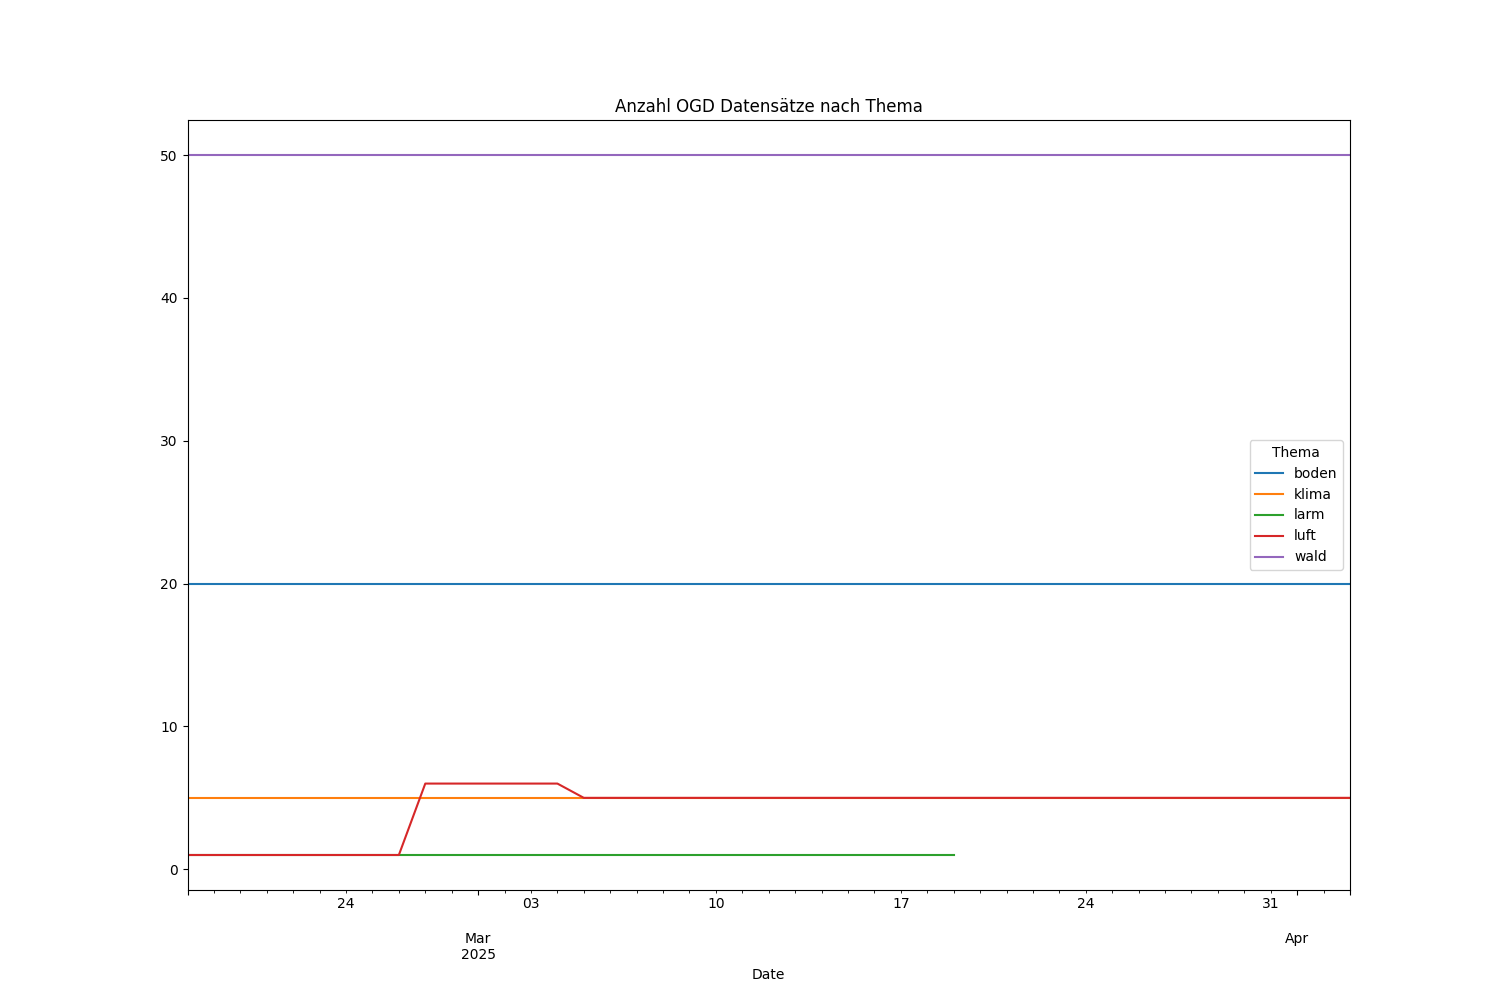 Anzahl OGD Datensätze nach Thema
50
40
30
20
10
0
Thema
boden
klima
larm
luft
wald
24 03 10 17 24 31
Mar Apr
2025
Date